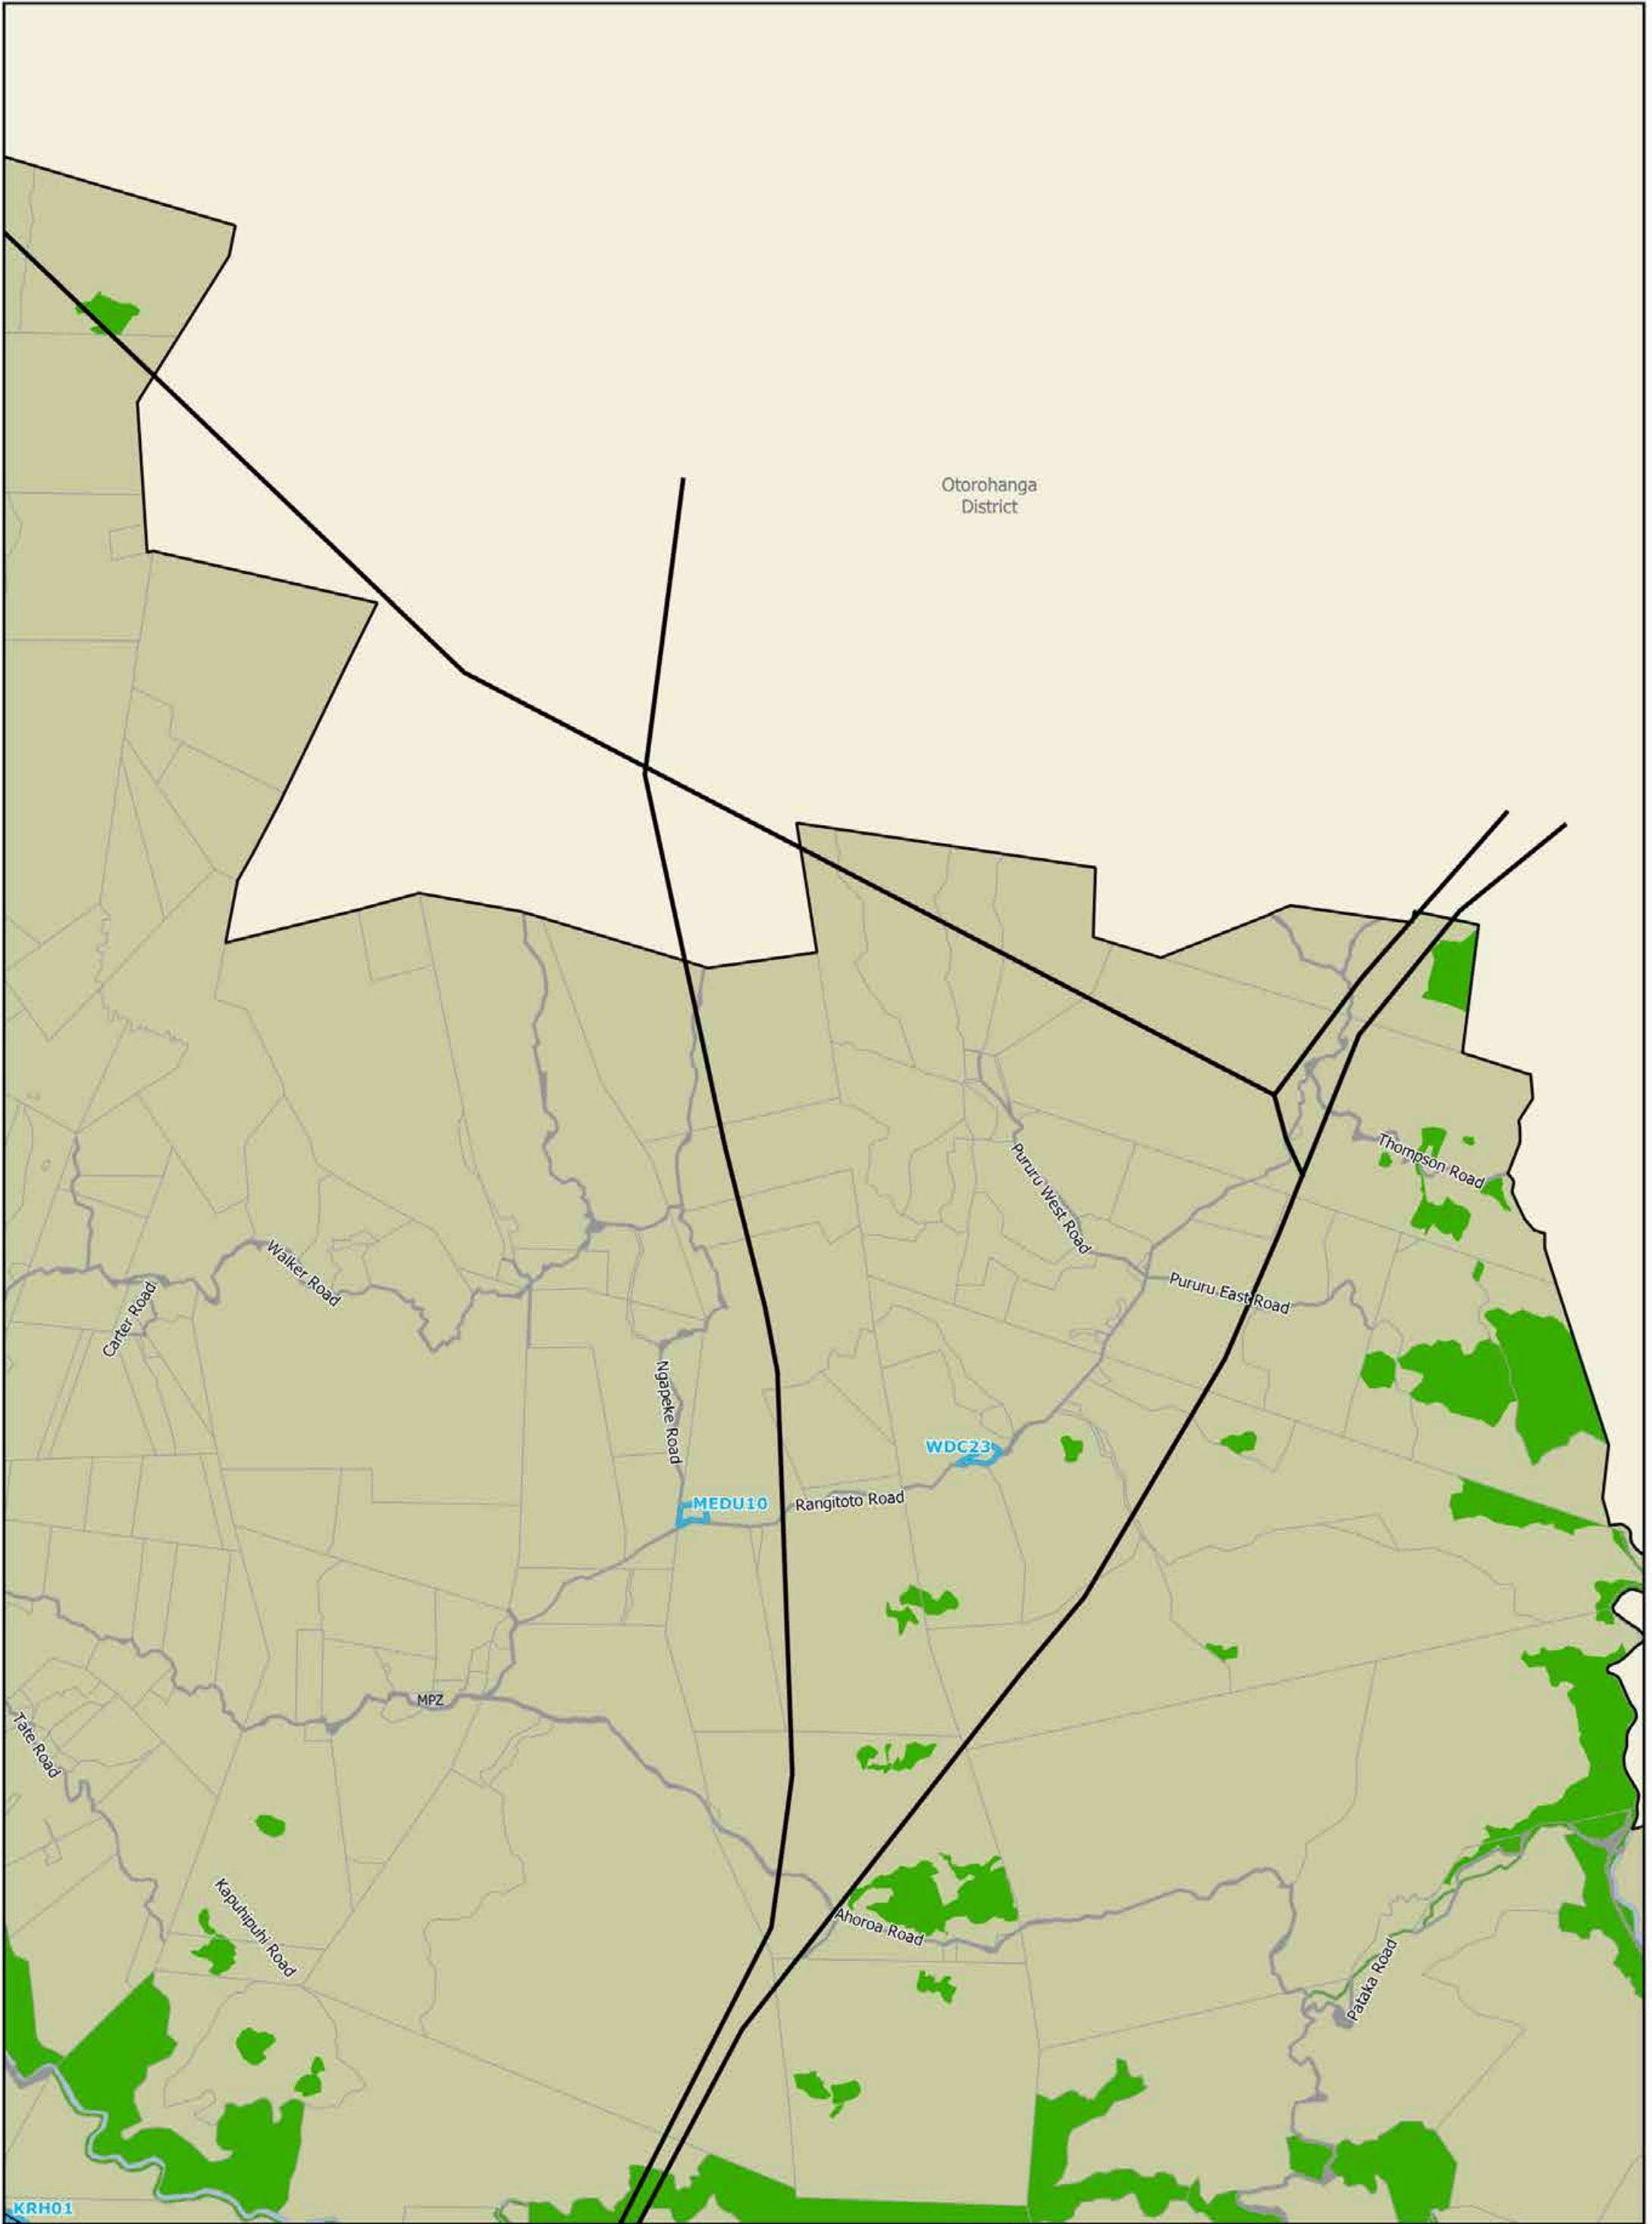 Otorohanga
District
Thompson Road
Pururu West Road
Walker Road
Pururu East Road
Carter Road
Ngapeke Road
WDC23
Rangitoto Road
MEDU10
MPZ
Tate Road
Kapuhipuhi Road
Ahoroa Road
Pataka Road
KRH01